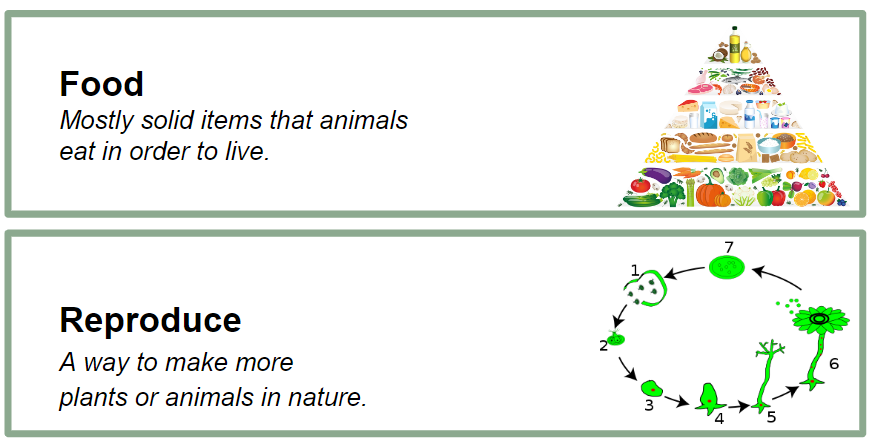 Food
Mostly solid items that animals
eat in order to live.
Reproduce
A way to make more
plants or animals in nature.
7
1
2
3
4
5
6